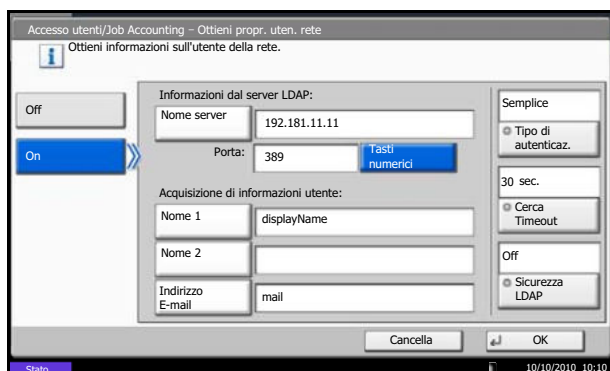 Accesso utenti/Job Accounting - Ottieni propr. uten. rete
Ottieni informazioni sull'utente della rete.
Off
On
Informazioni dal server LDAP:
Nome server
192.181.11.11
Porta:
389
Tasti
numerici
Acquisizione di informazioni utente:
Nome 1
displayName
Nome 2
Indirizzo
E-mail
mail
Semplice
Tipo di
autenticaz.
30 sec.
Cerca
Timeout
Off
Sicurezza
LDAP
Cancella
OK
Stato
10/10/2010 10:10